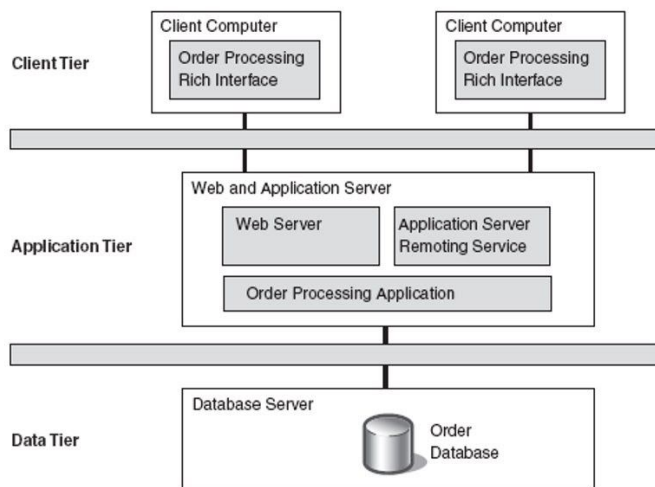 Client Computer
Client Computer
Client Tier
Order Processing
Rich Interface
Order Processing
Rich Interface
Web and Application Server
Web Server
Application Server
Remoting Service
Application Tier
Order Processing Application
Database Server
Order
Database
Data Tier